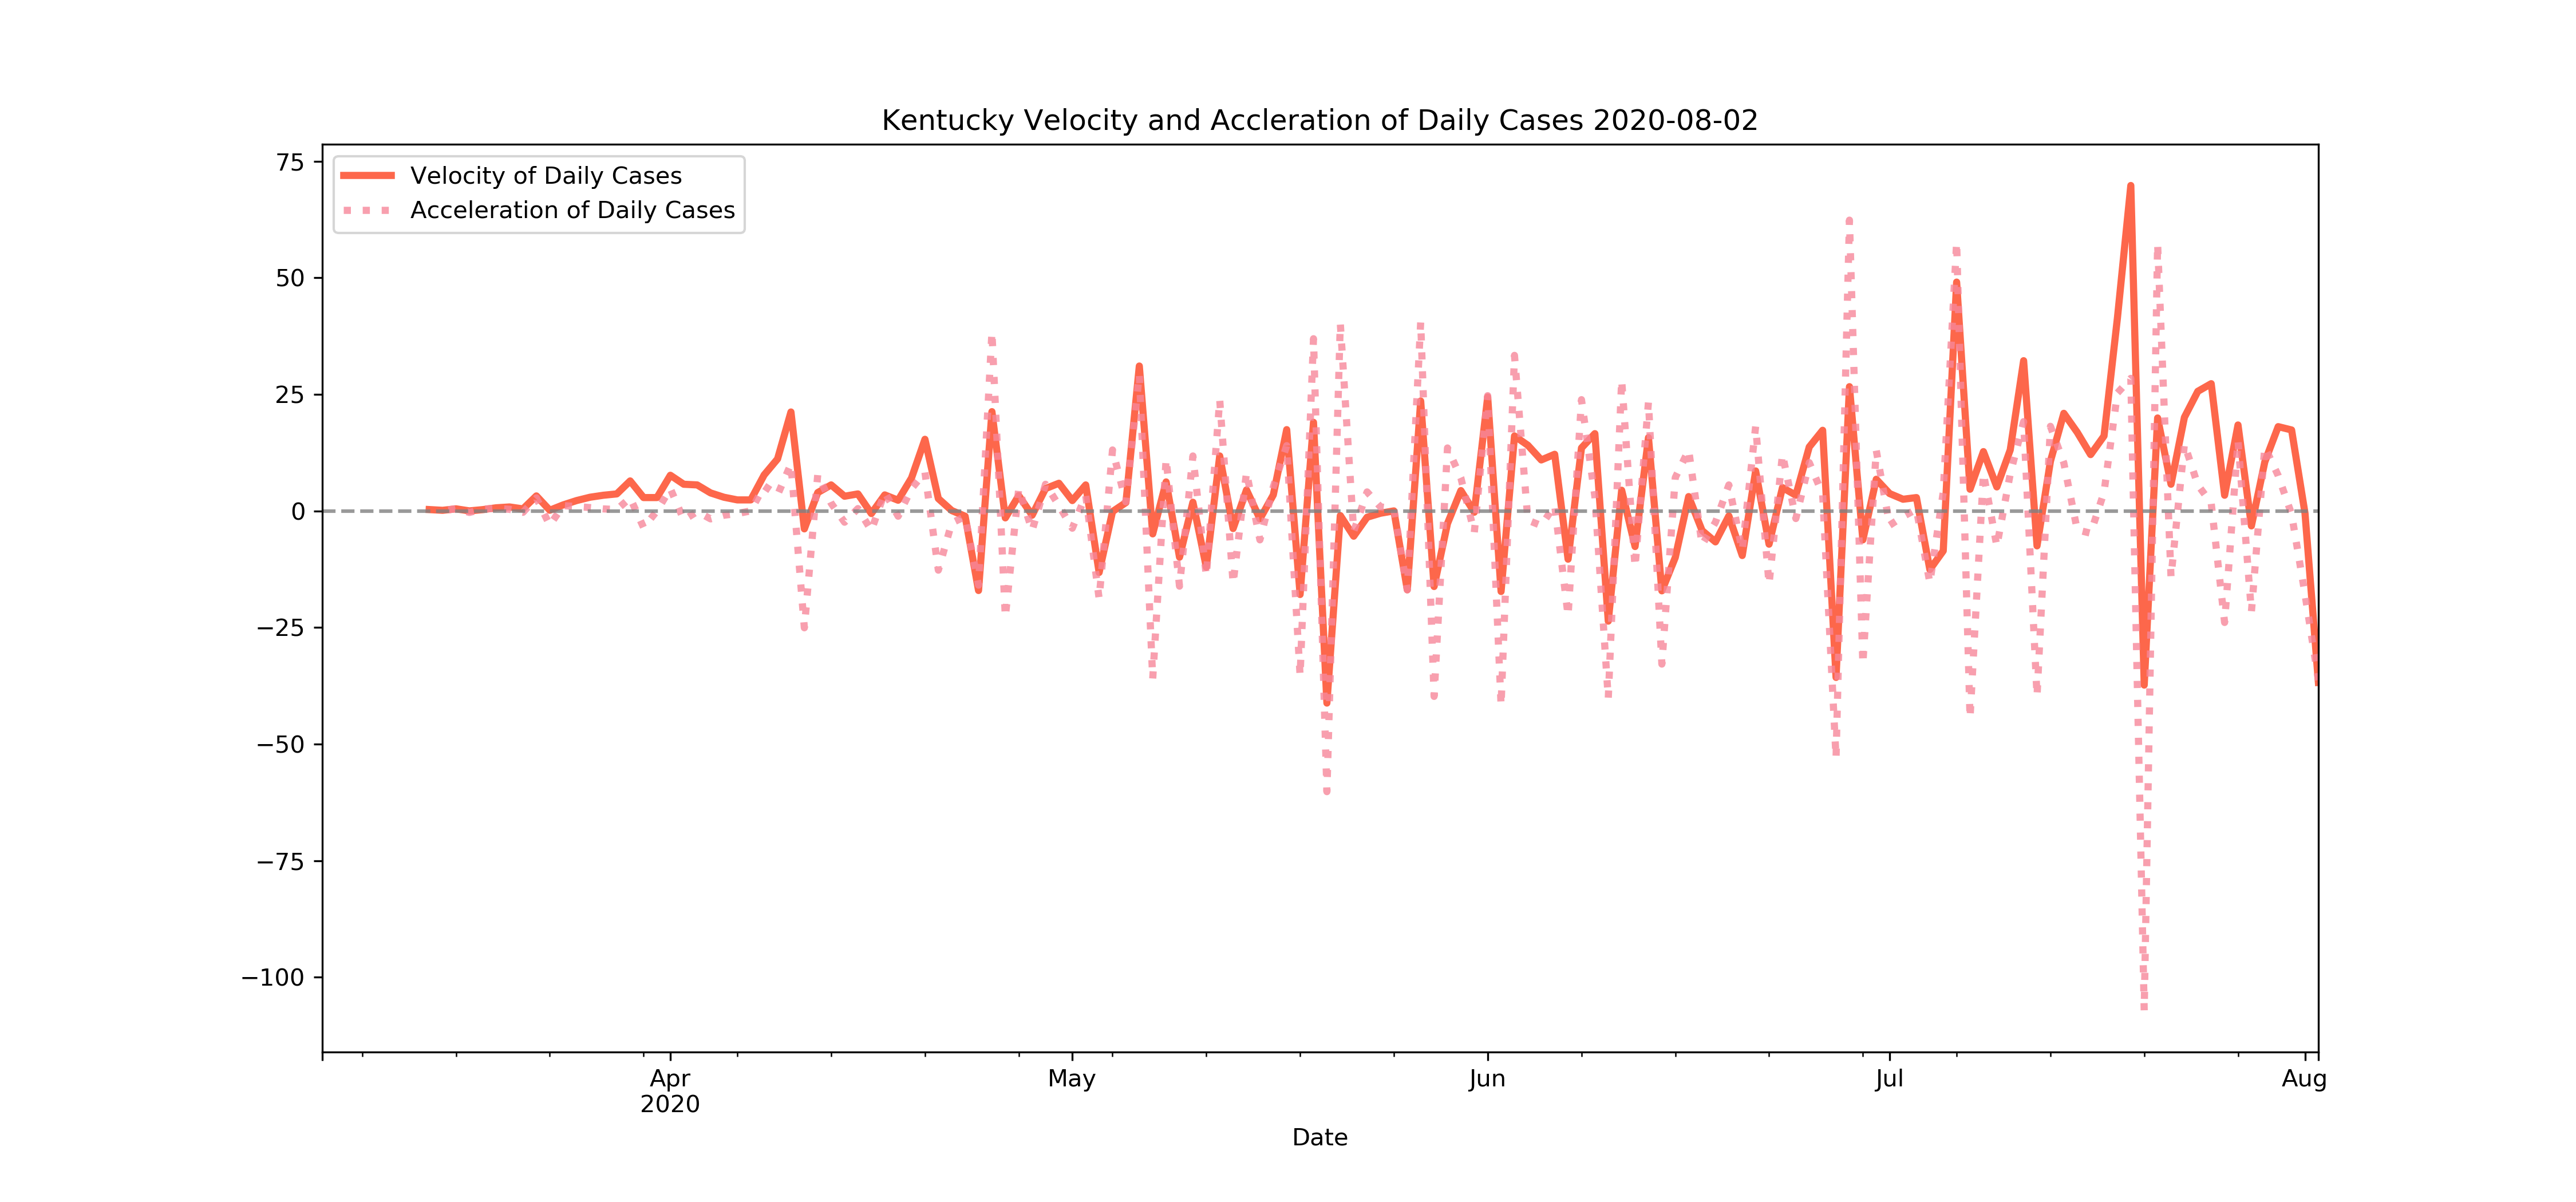 Kentucky Velocity and Accleration of Daily Cases 2020-08-02
Velocity of Daily Cases
Acceleration of Daily Cases
75
50
25
0
−25
−50
−75
−100
Apr
2020
May
Jun
Jul
Aug
Date